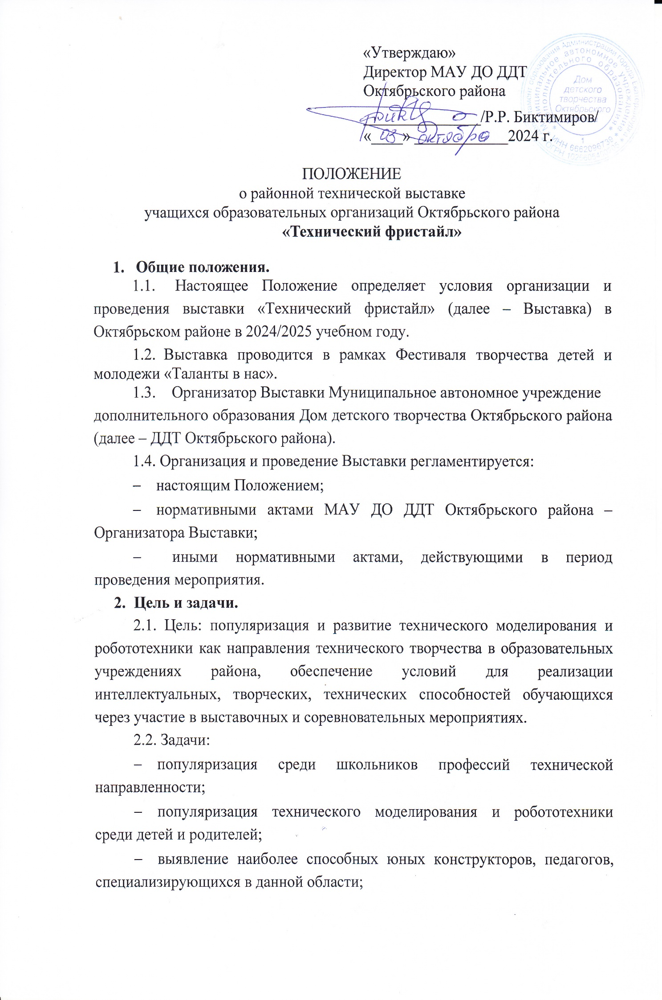 «Утверждаю»
Директор МАУ ДО ДДТ
Октябрьского района
/Р.Р. Биктимиров/
«03» октября 2024 г.
Дом
детского
творчества
Октябрьского
района
1
ИНН 6662096739
ПОЛОЖЕНИЕ
о районной технической выставке
учащихся образовательных организаций Октябрьского района
«Технический фристайл»
1. Общие положения.
1.1. Настоящее Положение определяет условия организации и
проведения выставки «Технический фристайл» (далее – Выставка) в
Октябрьском районе в 2024/2025 учебном году.
1.2. Выставка проводится в рамках Фестиваля творчества детей и
молодежи «Таланты в нас».
1.3. Организатор Выставки Муниципальное автономное учреждение
дополнительного образования Дом детского творчества Октябрьского района
(далее – ДДТ Октябрьского района).
1.4. Организация и проведение Выставки регламентируется:
– настоящим Положением;
– нормативными актами МАУ ДО ДДТ Октябрьского района –
Организатора Выставки;
– иными нормативными актами, действующими в период
проведения мероприятия.
2. Цель и задачи.
2.1. Цель: популяризация и развитие технического моделирования и
робототехники как направления технического творчества в образовательных
учреждениях района, обеспечение условий для реализации
интеллектуальных, творческих, технических способностей обучающихся
через участие в выставочных и соревновательных мероприятиях.
2.2. Задачи:
– популяризация среди школьников профессий технической
направленности;
– популяризация технического моделирования и робототехники
среди детей и родителей;
– выявление наиболее способных юных конструкторов, педагогов,
специализирующихся в данной области;